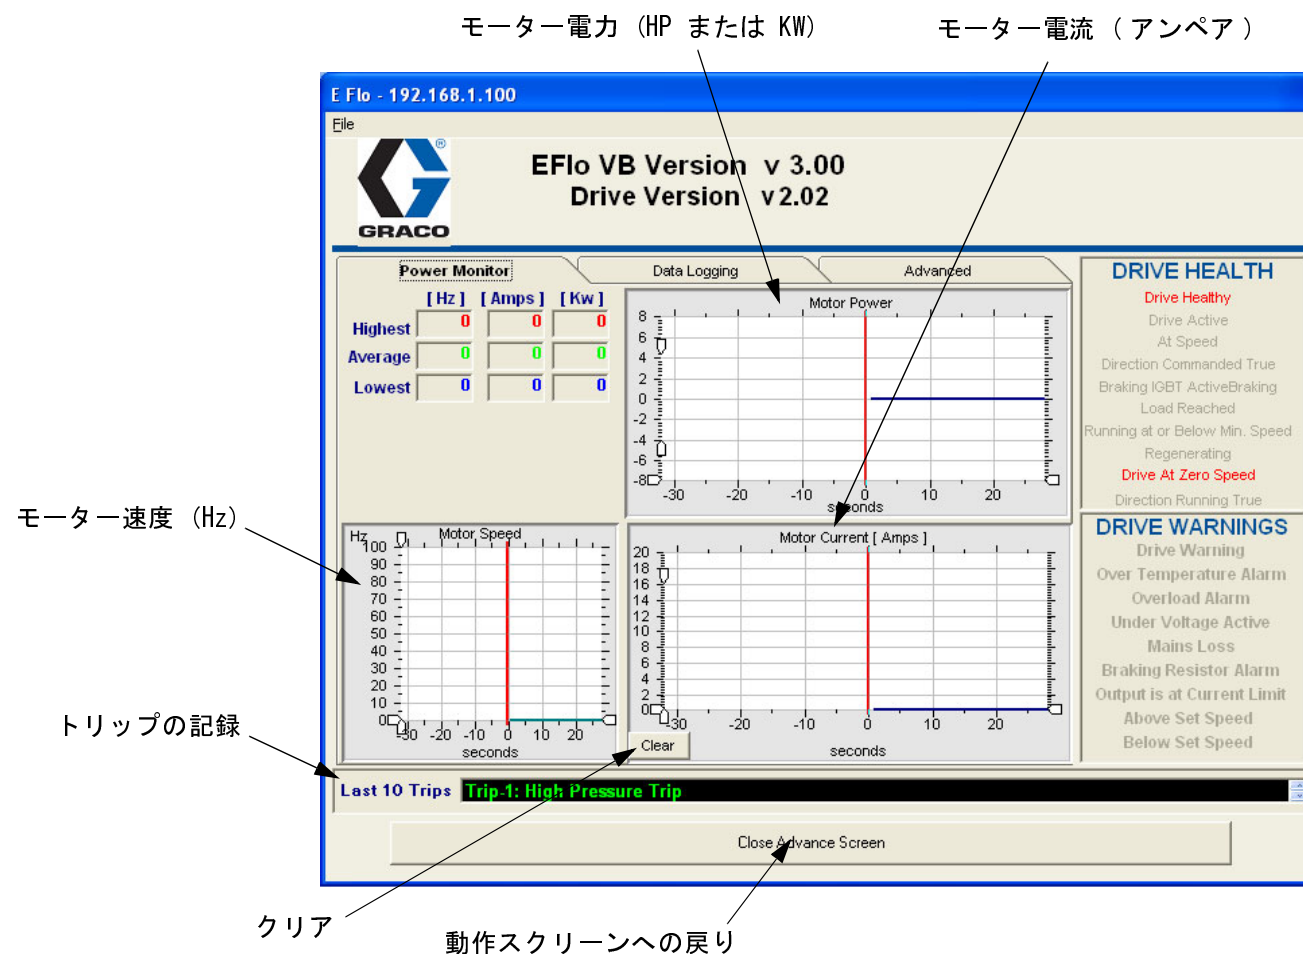 モーター電力 (HP または KW)
モーター電流 ( アンペア )
E Flo - 192.168.1.100
File
GRACO
EFlo VB Version v 3.00
Drive Version v 2.02
Power Monitor
Data Logging
Advanced
[ Hz ] [ Amps ] [ Kw ]
Highest 0 0 0
Average 0 0 0
Lowest 0 0 0
Motor Power
8
6
4
2
0
-2
-4
-6
-8
-30 -20 -10 0 10 20
seconds
DRIVE HEALTH
Drive Healthy
Drive Active
At Speed
Direction Commanded True
Braking IGBT ActiveBraking
Load Reached
Running at or Below Min. Speed
Regenerating
Drive At Zero Speed
Direction Running True
モーター速度 (Hz)
Motor Speed
Hz
100
90
80
70
60
50
40
30
20
10
0
-30 -20 -10 0 10 20
seconds
Motor Current [ Amps ]
20
18
16
14
12
10
8
6
4
2
0
-30 -20 -10 0 10 20
seconds
Clear
DRIVE WARNINGS
Drive Warning
Over Temperature Alarm
Overload Alarm
Under Voltage Active
Mains Loss
Braking Resistor Alarm
Output is at Current Limit
Above Set Speed
Below Set Speed
トリップの記録
Last 10 Trips Trip-1: High Pressure Trip
Close Advance Screen
クリア
動作スクリーンへの戻り